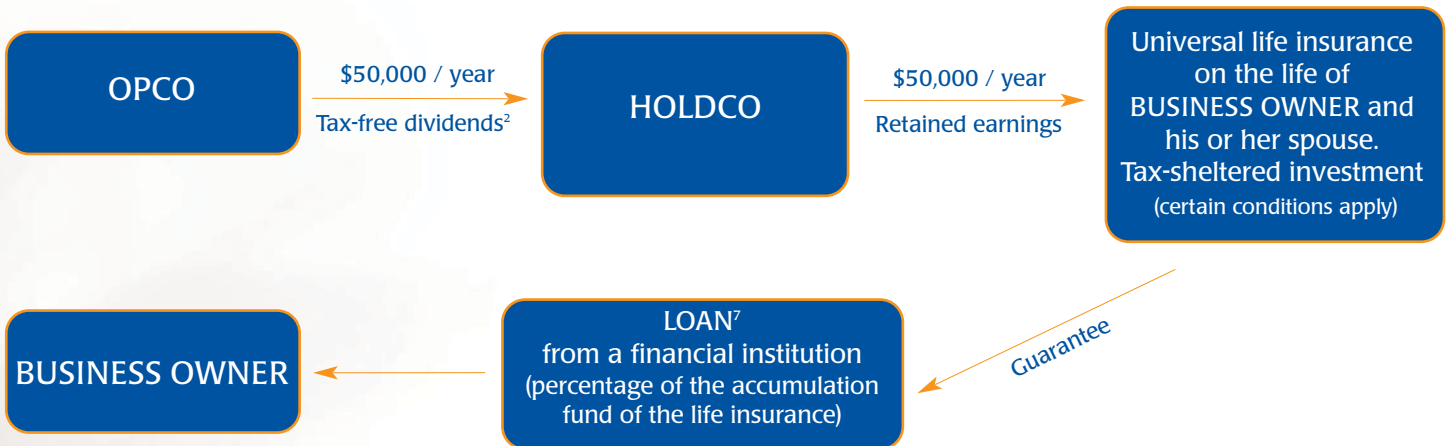 OPCO
$50,000 / year
Tax-free dividends²
HOLDCO
$50,000 / year
Retained earnings
Universal life insurance
on the life of
BUSINESS OWNER and
his or her spouse.
Tax-sheltered investment
(certain conditions apply)
Guarantee
LOAN⁷
from a financial institution
(percentage of the accumulation
fund of the life insurance)
BUSINESS OWNER